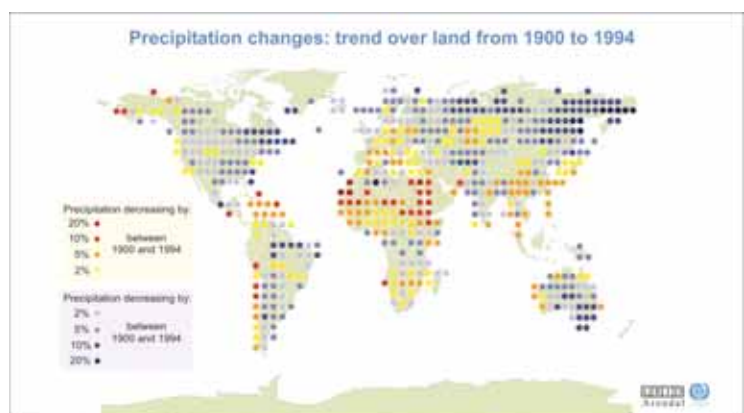 Precipitation changes: trend over land from 1900 to 1994
Precipitation decreasing by:
20%
10%
5%
2%
between
1900 and 1994
Precipitation decreasing by:
2%
5%
10%
20%
between
1900 and 1994
Arendal